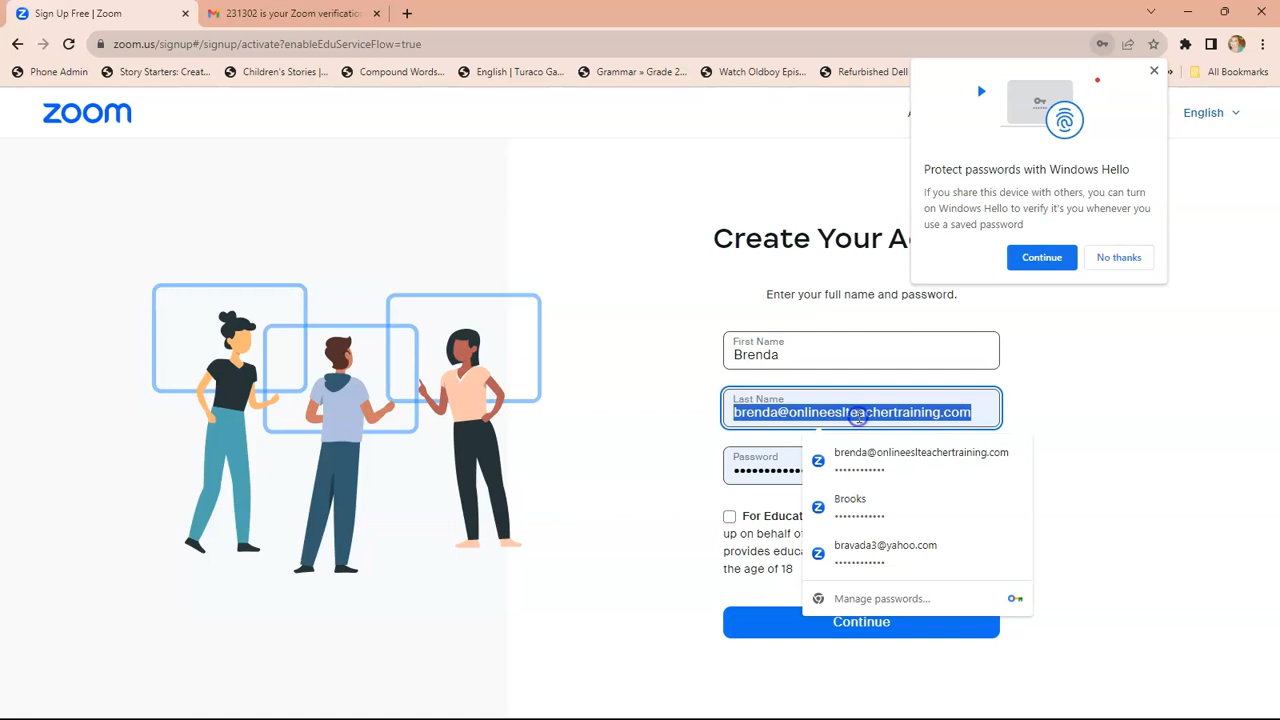 Sign Up Free | Zoom
231302 is your Zoom verificatio
zoom.us/signup#/signup/activate?enableEduServiceFlow=true
Phone Admin
Story Starters: Creat...
Children's Stories |...
Compound Words...
English | Turaco Ga...
Grammar » Grade 2...
Watch Oldboy Epis...
Refurbished Dell
»
All Bookmarks
zoom
English
Protect passwords with Windows Hello
If you share this device with others, you can turn
on Windows Hello to verify it's you whenever you
use a saved password
Continue
No thanks
Create Your A
Enter your full name and password.
First Name
Brenda
Last Name
brenda@onlineeslteachertraining.com
Password
••••••••••••
brenda@onlineeslteachertraining.com
••••••••••••
Brooks
••••••••••••
bravada3@yahoo.com
••••••••••••
Manage passwords...
For Educat
up on behalf of
provides educa
the age of 18
Continue